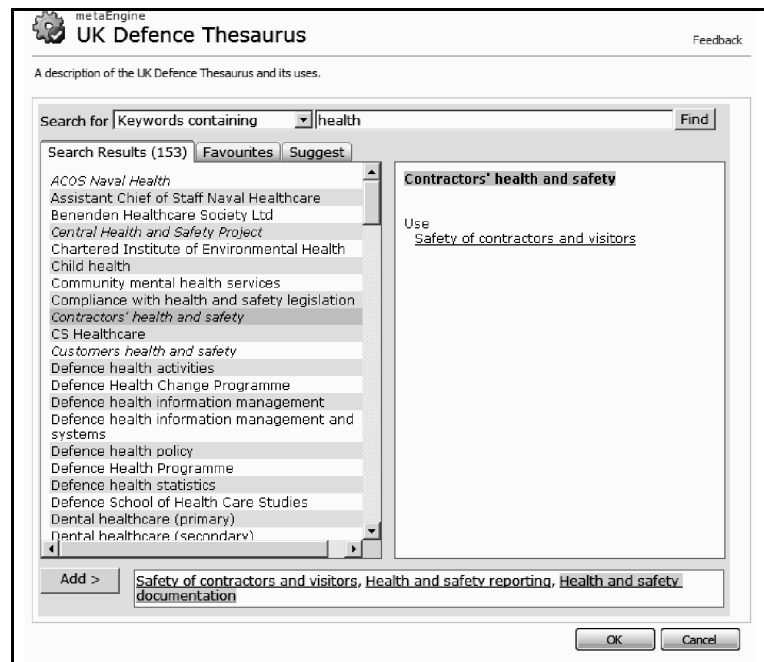 metaEngine
UK Defence Thesaurus
Feedback
A description of the UK Defence Thesaurus and its uses.
Search for Keywords containing health Find
Search Results (153) Favourites Suggest
ACOS Naval Health
Assistant Chief of Staff Naval Healthcare
Benenden Healthcare Society Ltd
Central Health and Safety Project
Chartered Institute of Environmental Health
Child health
Community mental health services
Compliance with health and safety legislation
Contractors' health and safety
CS Healthcare
Customers health and safety
Defence health activities
Defence Health Change Programme
Defence health information management
Defence health information management and
systems
Defence health policy
Defence Health Programme
Defence health statistics
Defence School of Health Care Studies
Dental healthcare (primary)
Dental healthcare (secondary)
Contractors' health and safety
Use
Safety of contractors and visitors
Add >
Safety of contractors and visitors, Health and safety reporting, Health and safety
documentation
OK Cancel